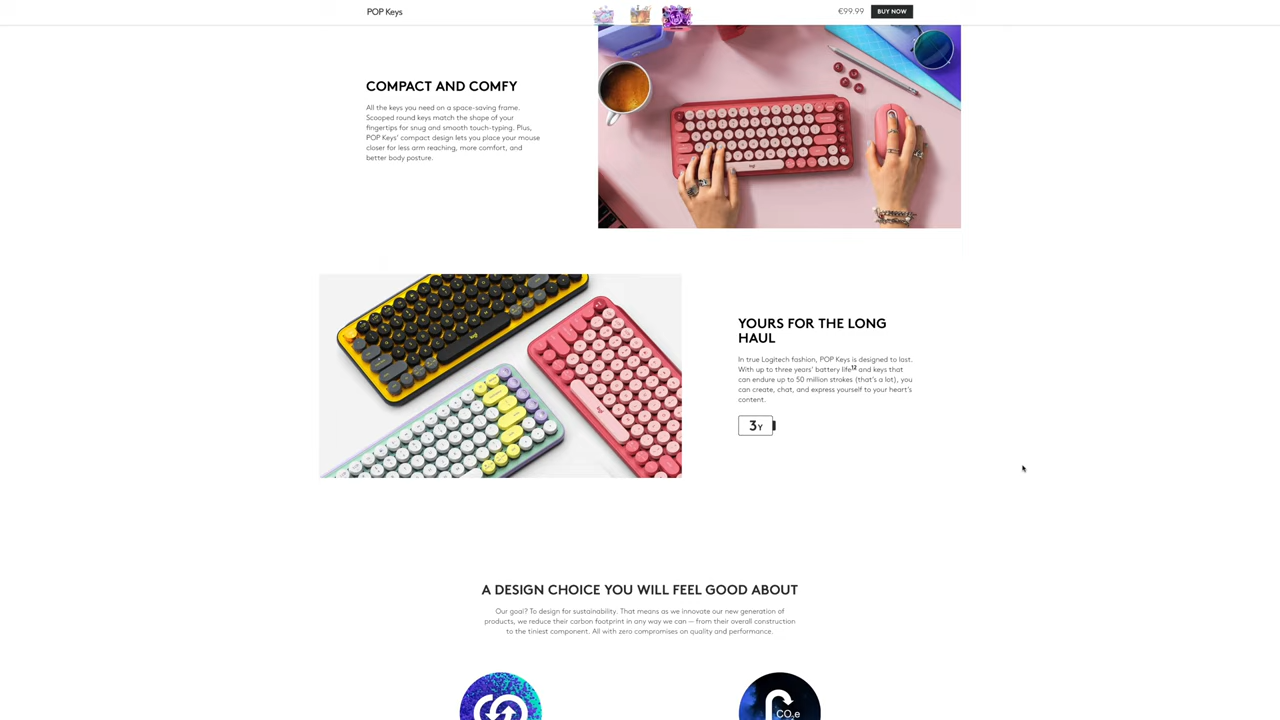 POP Keys
€99.99
BUY NOW
COMPACT AND COMFY
All the keys you need on a space-saving frame.
Scooped round keys match the shape of your
fingertips for snug and smooth touch-typing. Plus,
POP Keys' compact design lets you place your mouse
closer for less arm reaching, more comfort, and
better body posture.
YOURS FOR THE LONG
HAUL
In true Logitech fashion, POP Keys is designed to last.
With up to three years' battery life12 and keys that
can endure up to 50 million strokes (that's a lot), you
can create, chat, and express yourself to your heart's
content.
3Y
A DESIGN CHOICE YOU WILL FEEL GOOD ABOUT
Our goal? To design for sustainability. That means as we innovate our new generation of
products, we reduce their carbon footprint in any way we can — from their overall construction
to the tiniest component. All with zero compromises on quality and performance.
CO₂e